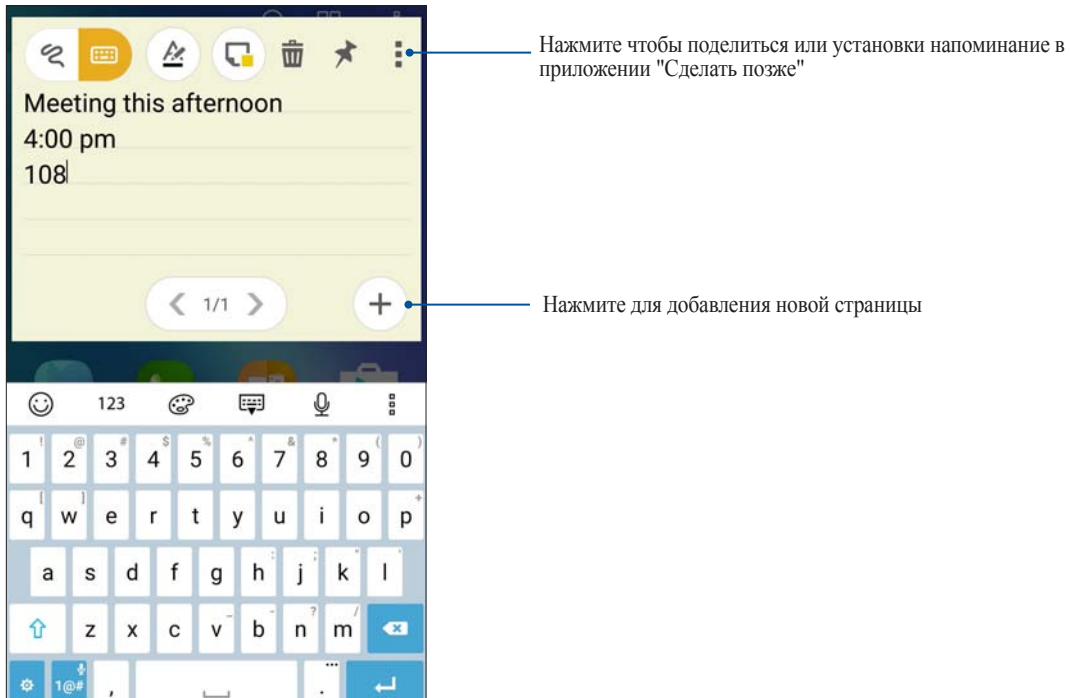 Нажмите чтобы поделиться или установки напоминание в
приложении "Сделать позже"
Meeting this afternoon
4:00 pm
108
1/1
Нажмите для добавления новой страницы
123
! @ # $ % ^ & * ( )
1 2 3 4 5 6 7 8 9 0
[ ] +
q w e r t y u i o p
: ; " '
a s d f g h j k l
_ - ? /
z x c v b n m
1@# , .